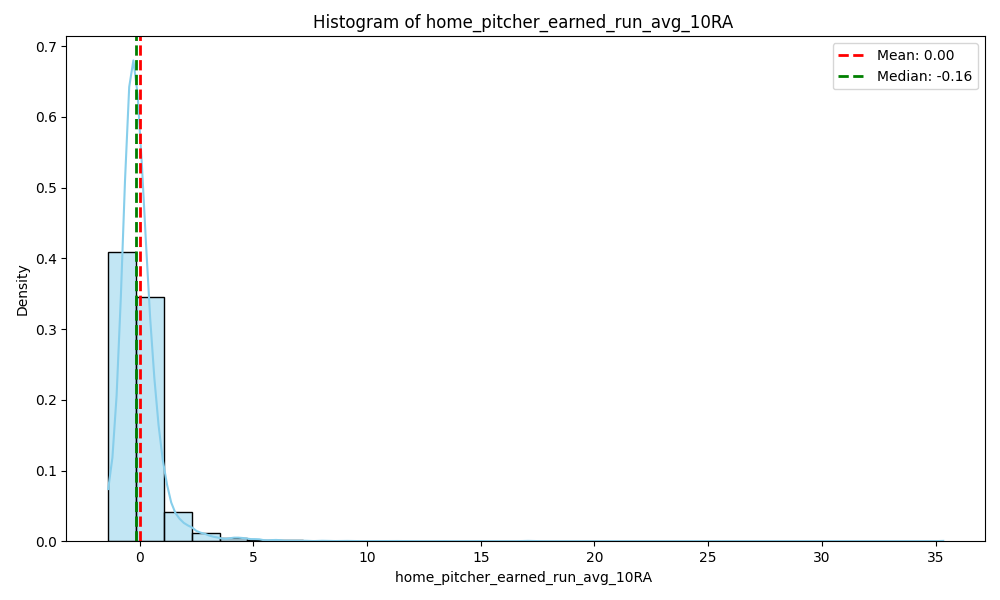 Histogram of home_pitcher_earned_run_avg_10RA
Mean: 0.00
Median: -0.16
Density
0.7
0.6
0.5
0.4
0.3
0.2
0.1
0.0
0 5 10 15 20 25 30 35
home_pitcher_earned_run_avg_10RA